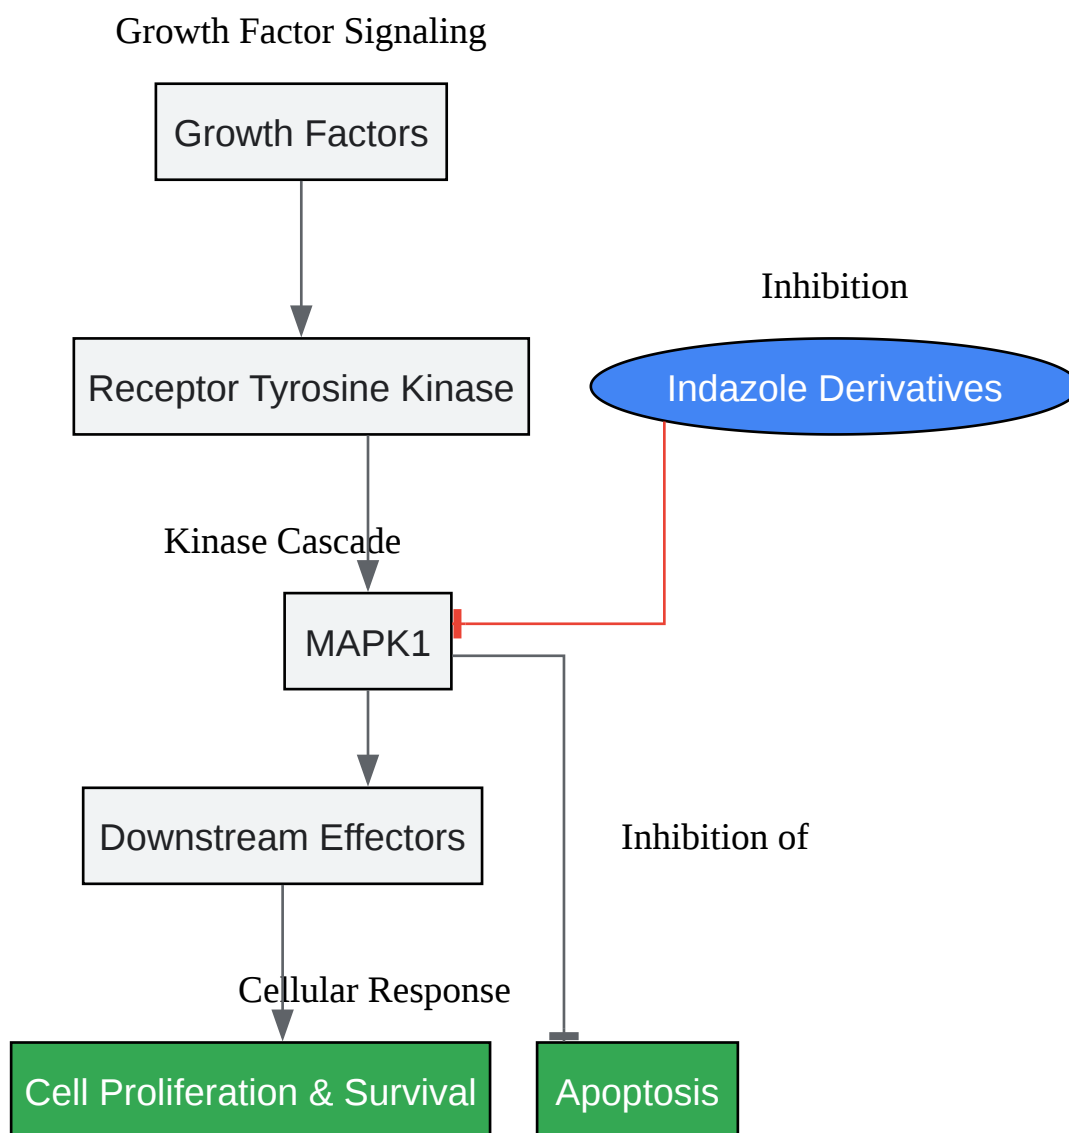 Growth Factor Signaling
Growth Factors
Inhibition
Receptor Tyrosine Kinase
Indazole Derivatives
Kinase Cascade
MAPK1
Downstream Effectors
Inhibition of
Cellular Response
Cell Proliferation & Survival
Apoptosis